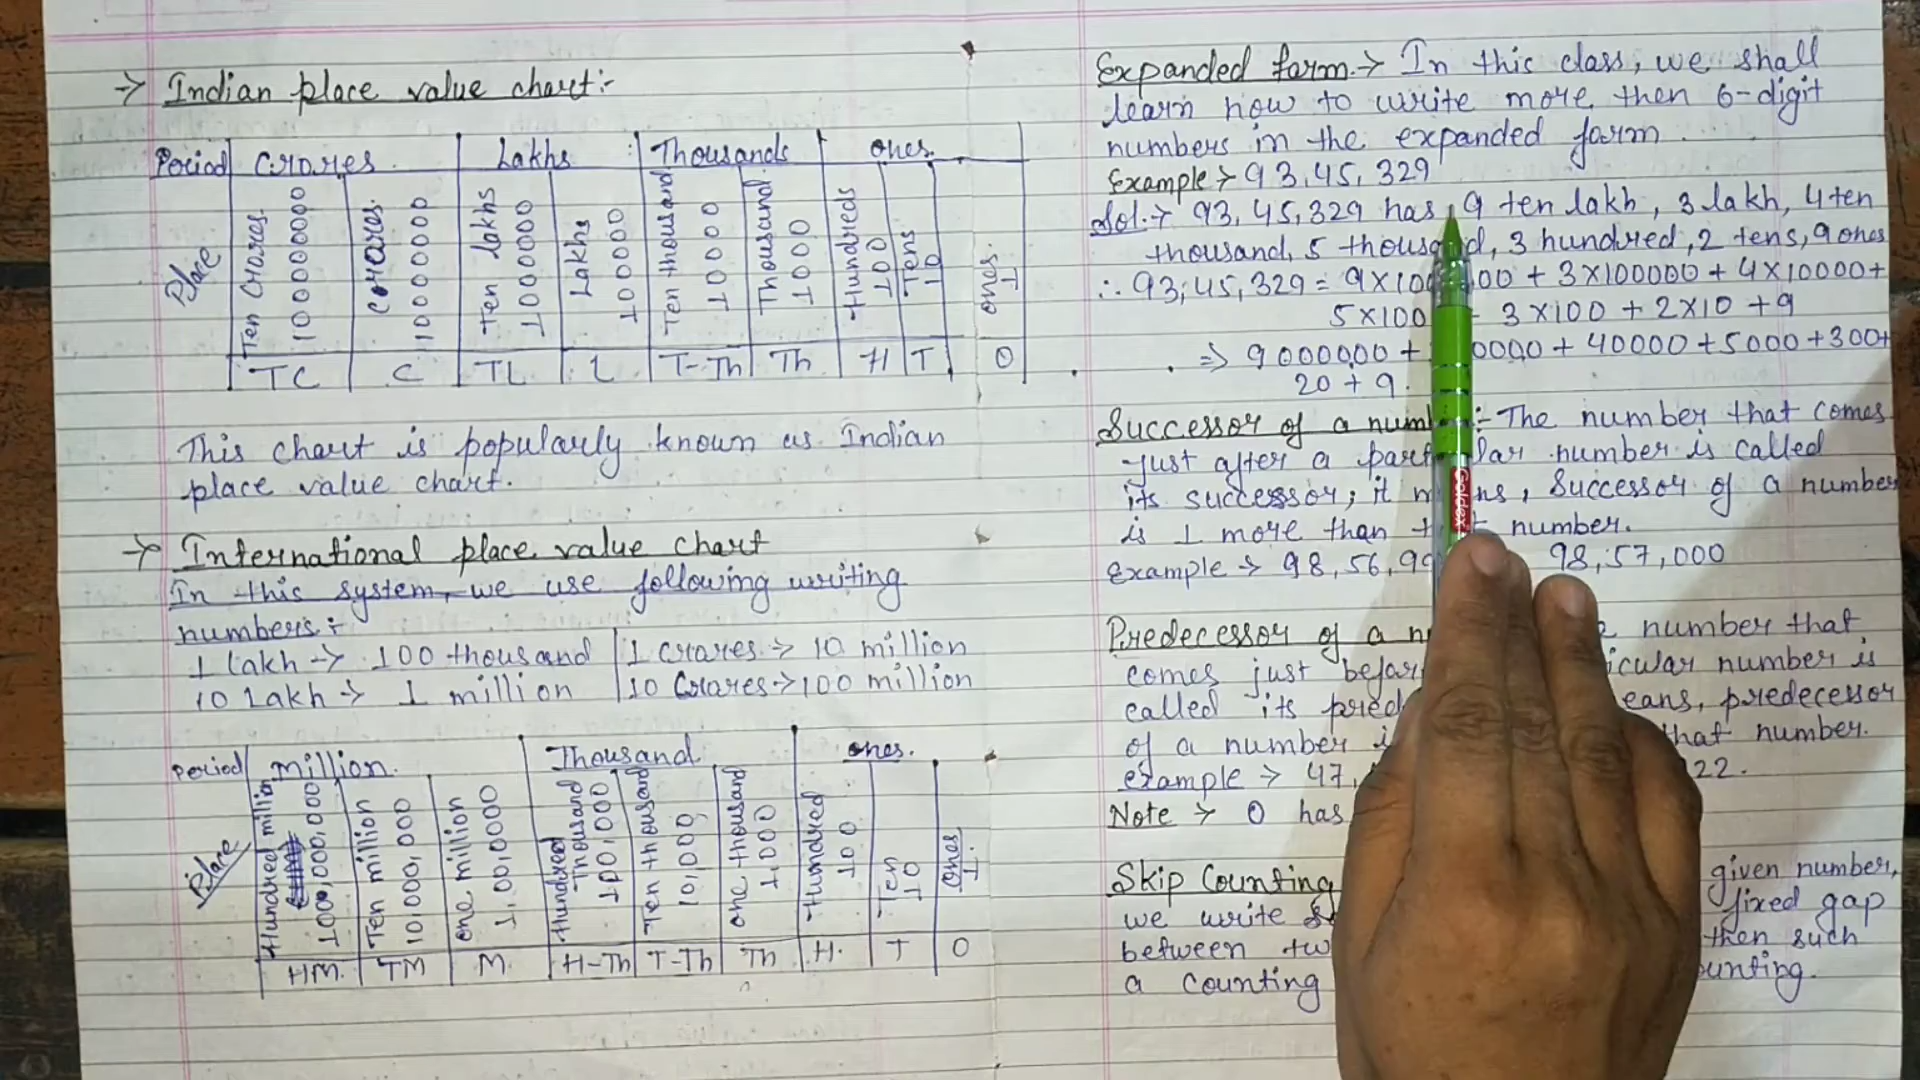 → Indian place value chart:-
Period Crores. Lakhs Thousands ones.
Place
Ten Crores. 100000000
Crores. 10000000
Ten Lakhs 1000000
Lakhs 100000
Ten thousand 10000
Thousand 1000
Hundreds 100
Tens 10
ones. 1
TC C TL L T-Th Th H T O
This chart is popularly known as Indian
place value chart.
→ International place value chart
In this system, we use following writing
numbers:-
1 Lakh → 100 thousand 1 crores → 10 million
10 Lakh → 1 million 10 Crores → 100 million
Period million. Thousand ones.
Place
Hundred million 100,000,000
Ten million 10,000,000
one million
Hundred Thousand 100,000
Ten thousand 10,000
one thousand 1,000
Hundred 100
Ten 10
ones 1.
HM. TM M. H-Th T-Th Th H. T O
Expanded form.→ In this class, we shall
learn how to write more then 6-digit
numbers in the expanded form.
Example → 93,45,329
Sol.→ 93,45,329 has 9 ten lakh, 3 lakh, 4 ten
thousand, 5 thous d, 3 hundred, 2 tens, 9 ones
∴ 93,45,329 = 9×10 00 + 3×100000 + 4×10000+
5×100 3×100 + 2×10 + 9
⇒ 9000000 + 0000 + 40000 + 5000 + 300+
20 + 9.
Successor of a num :- The number that comes
just after a part lar number is called
its successor; it m ns, Successor of a number
is 1 more than number.
Example → 98,56,99 98,57,000
Predecessor of a n number that
comes just befor icular number is
called its pred eans, predecessor
of a number i that number.
example → 47, 22.
Note → 0 has
Skip Counting given number,
we write fixed gap
between tw then such
a counting ounting.
Goldex